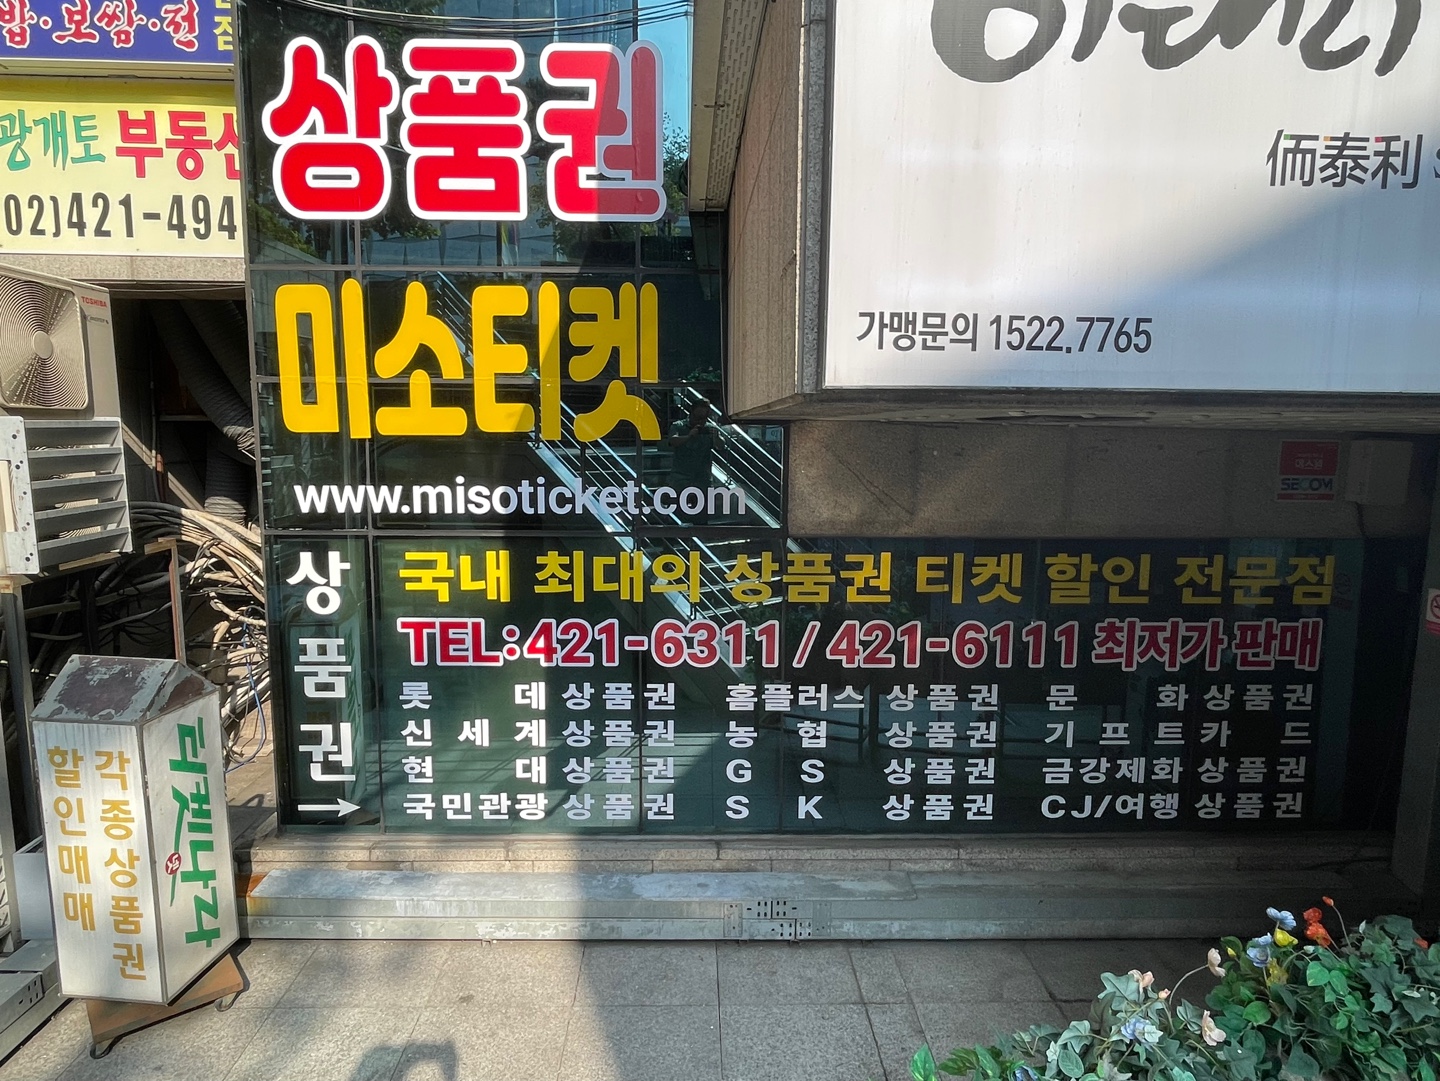 밥·보쌈·전
광개토 부동산
02)421-494
TOSHIBA
상품권
미소티켓
www.misoticket.com
상품권
→
국내 최대의 상품권 티켓 할인 전문점
TEL:421-6311 / 421-6111 최저가 판매
롯데 상품권 홈플러스 상품권 문화 상품권
신세계 상품권 농협 상품권 기프트카드
현대 상품권 GS 상품권 금강제화 상품권
국민관광 상품권 SK 상품권 CJ/여행 상품권
각종상품권
할인매매
티켓나라
侕泰利
가맹문의 1522.7765
SECOM